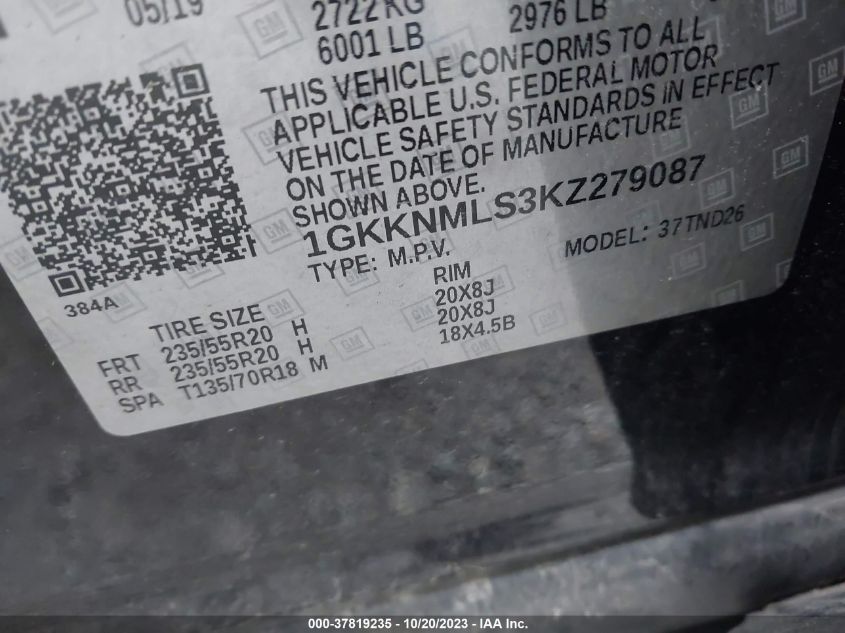 05/19 2722 KG 2976 LB
6001 LB
THIS VEHICLE CONFORMS TO ALL
APPLICABLE U.S. FEDERAL MOTOR
VEHICLE SAFETY STANDARDS IN EFFECT
ON THE DATE OF MANUFACTURE
SHOWN ABOVE.
1GKKNMLS3KZ279087
TYPE: M.P.V. MODEL: 37TND26
384A
TIRE SIZE RIM
FRT 235/55R20 H 20X8J
RR 235/55R20 H 20X8J
SPA T135/70R18 M 18X4.5B
GM
000-37819235 - 10/20/2023 - IAA Inc.